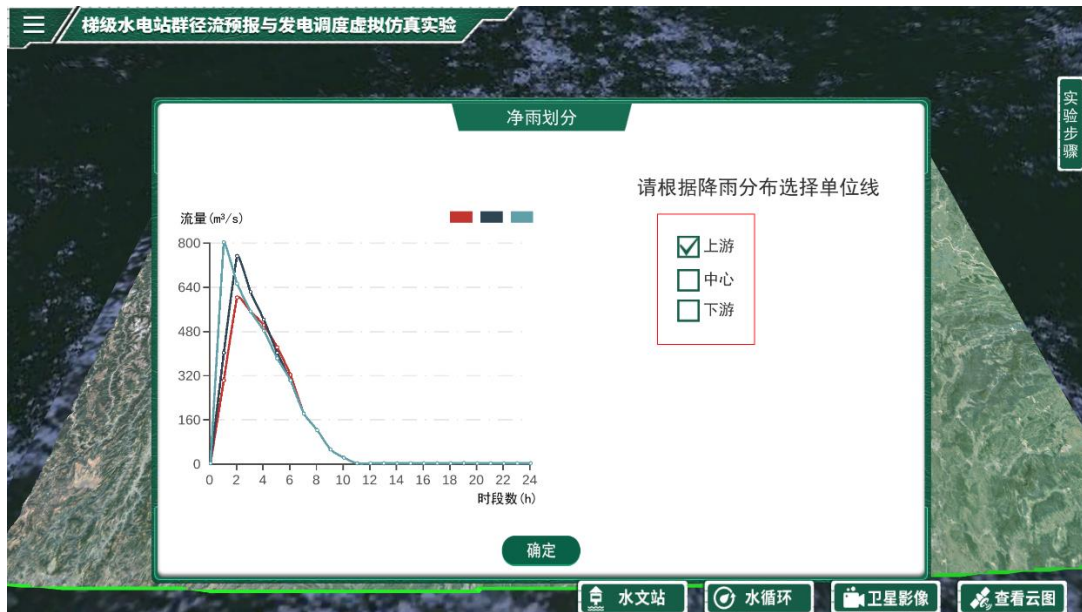 梯级水电站群径流预报与发电调度虚拟仿真实验
实验步骤
净雨划分
请根据降雨分布选择单位线
上游
中心
下游
流量(m³/s)
800
640
480
320
160
0
0 2 4 6 8 10 12 14 16 18 20 22 24
时段数(h)
确定
水文站 水循环 卫星影像 查看云图